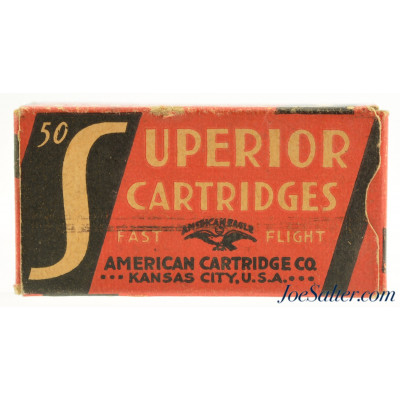 50 SUPERIOR
CARTRIDGES
AMERICAN EAGLE
FAST FLIGHT
AMERICAN CARTRIDGE CO.
••• KANSAS CITY, U.S.A. •••
JoeSalter.com